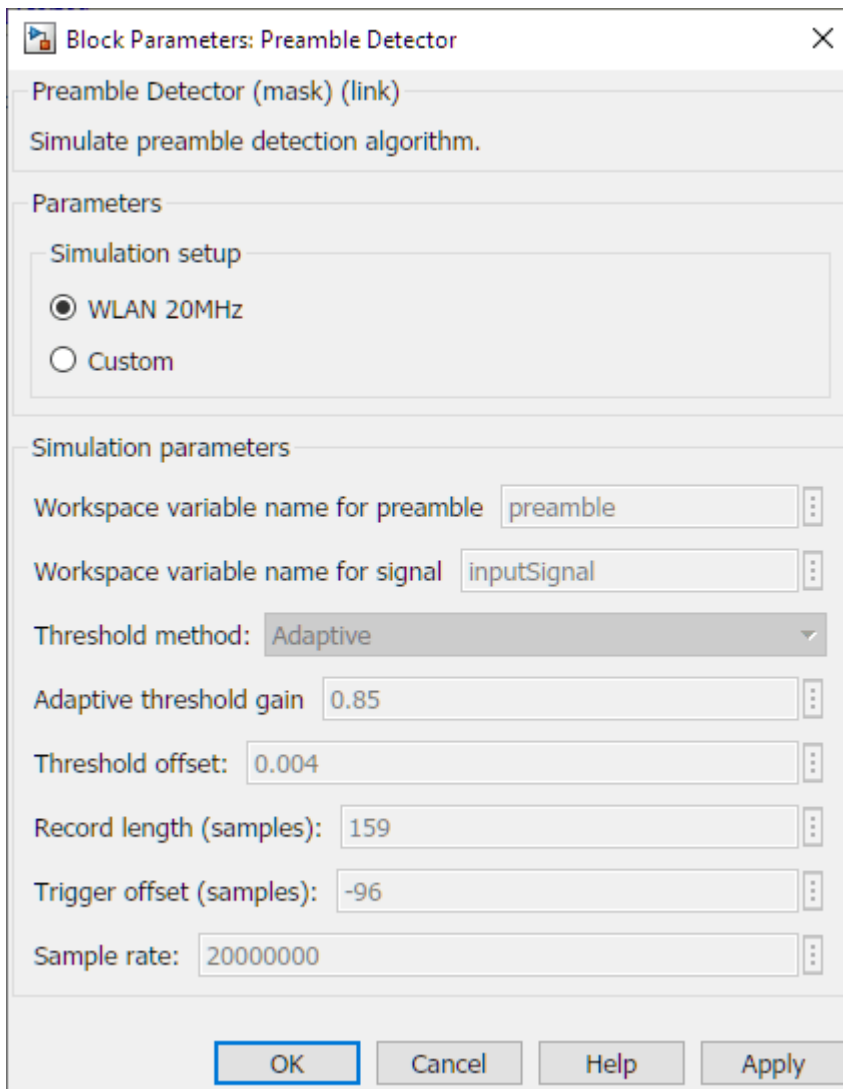 Block Parameters: Preamble Detector
Preamble Detector (mask) (link)
Simulate preamble detection algorithm.
Parameters
Simulation setup
WLAN 20MHz
Custom
Simulation parameters
Workspace variable name for preamble preamble
Workspace variable name for signal inputSignal
Threshold method: Adaptive
Adaptive threshold gain 0.85
Threshold offset: 0.004
Record length (samples): 159
Trigger offset (samples): -96
Sample rate: 20000000
OK Cancel Help Apply